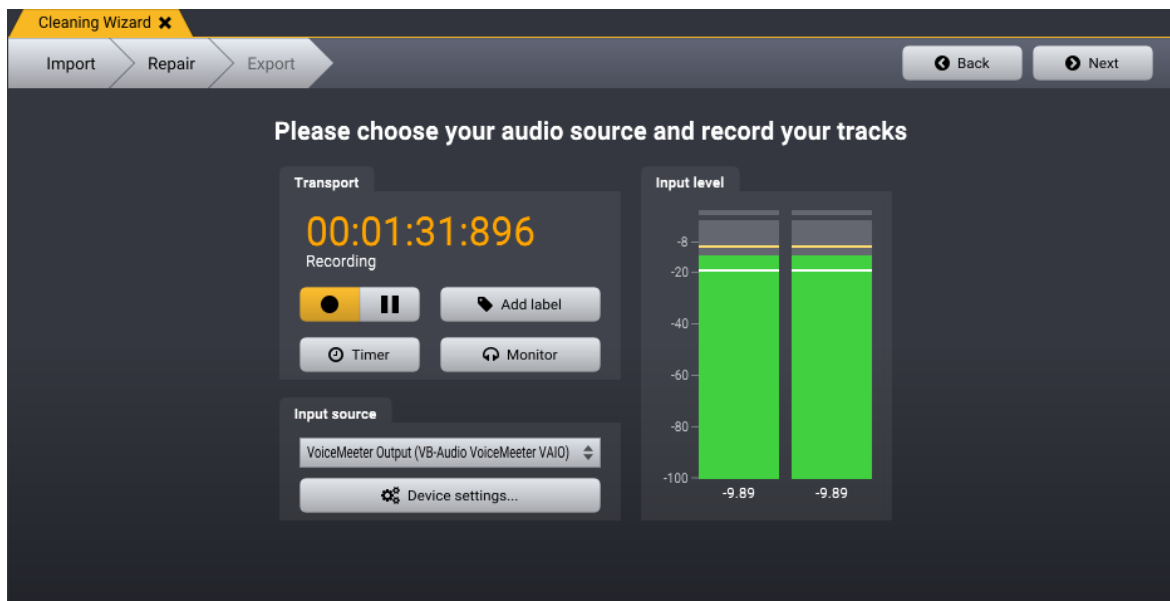 Cleaning Wizard
Import
Repair
Export
Back
Next
Please choose your audio source and record your tracks
Transport
00:01:31:896
Recording
Add label
Timer
Monitor
Input source
VoiceMeeter Output (VB-Audio VoiceMeeter VAIO)
Device settings...
Input level
-8
-20
-40
-60
-80
-100
-9.89
-9.89